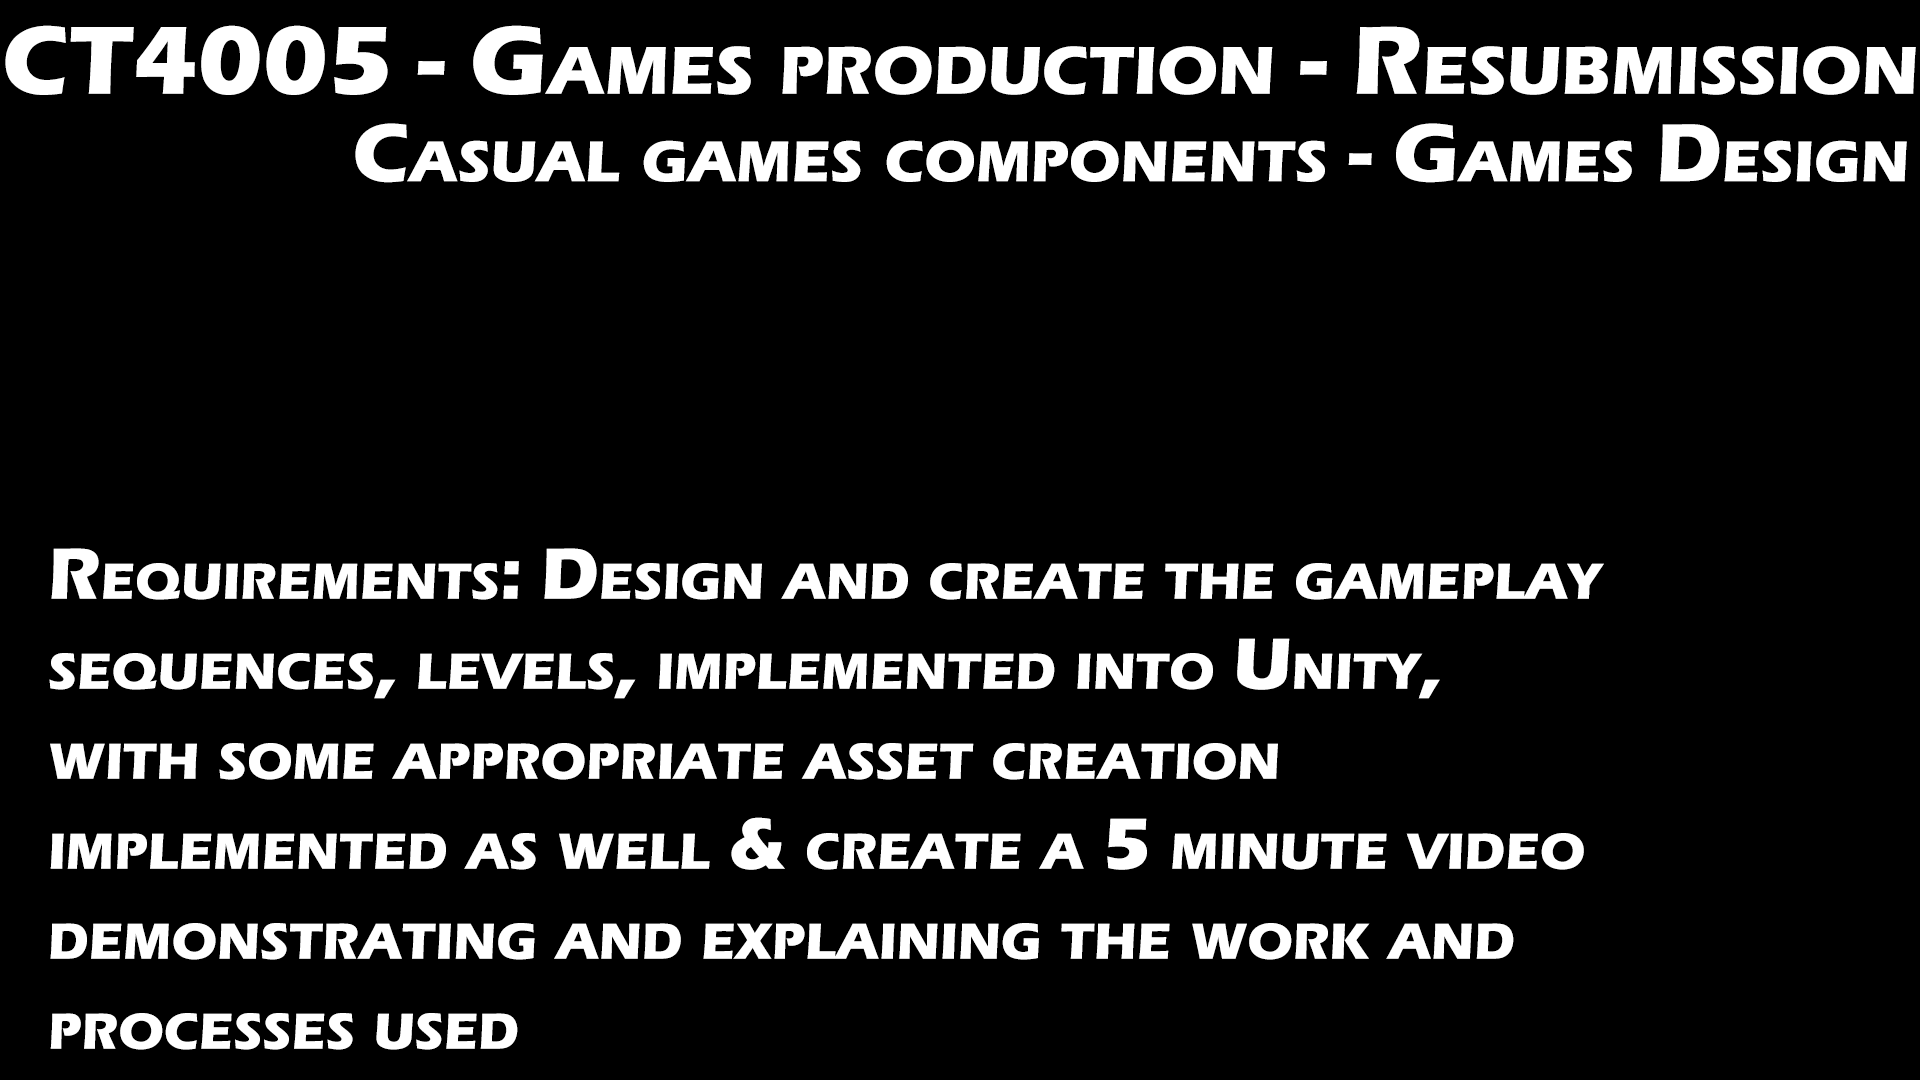 CT4005 - Games production - Resubmission
Casual games components - Games Design
Requirements: Design and create the gameplay
sequences, levels, implemented into Unity,
with some appropriate asset creation
implemented as well & create a 5 minute video
demonstrating and explaining the work and
processes used